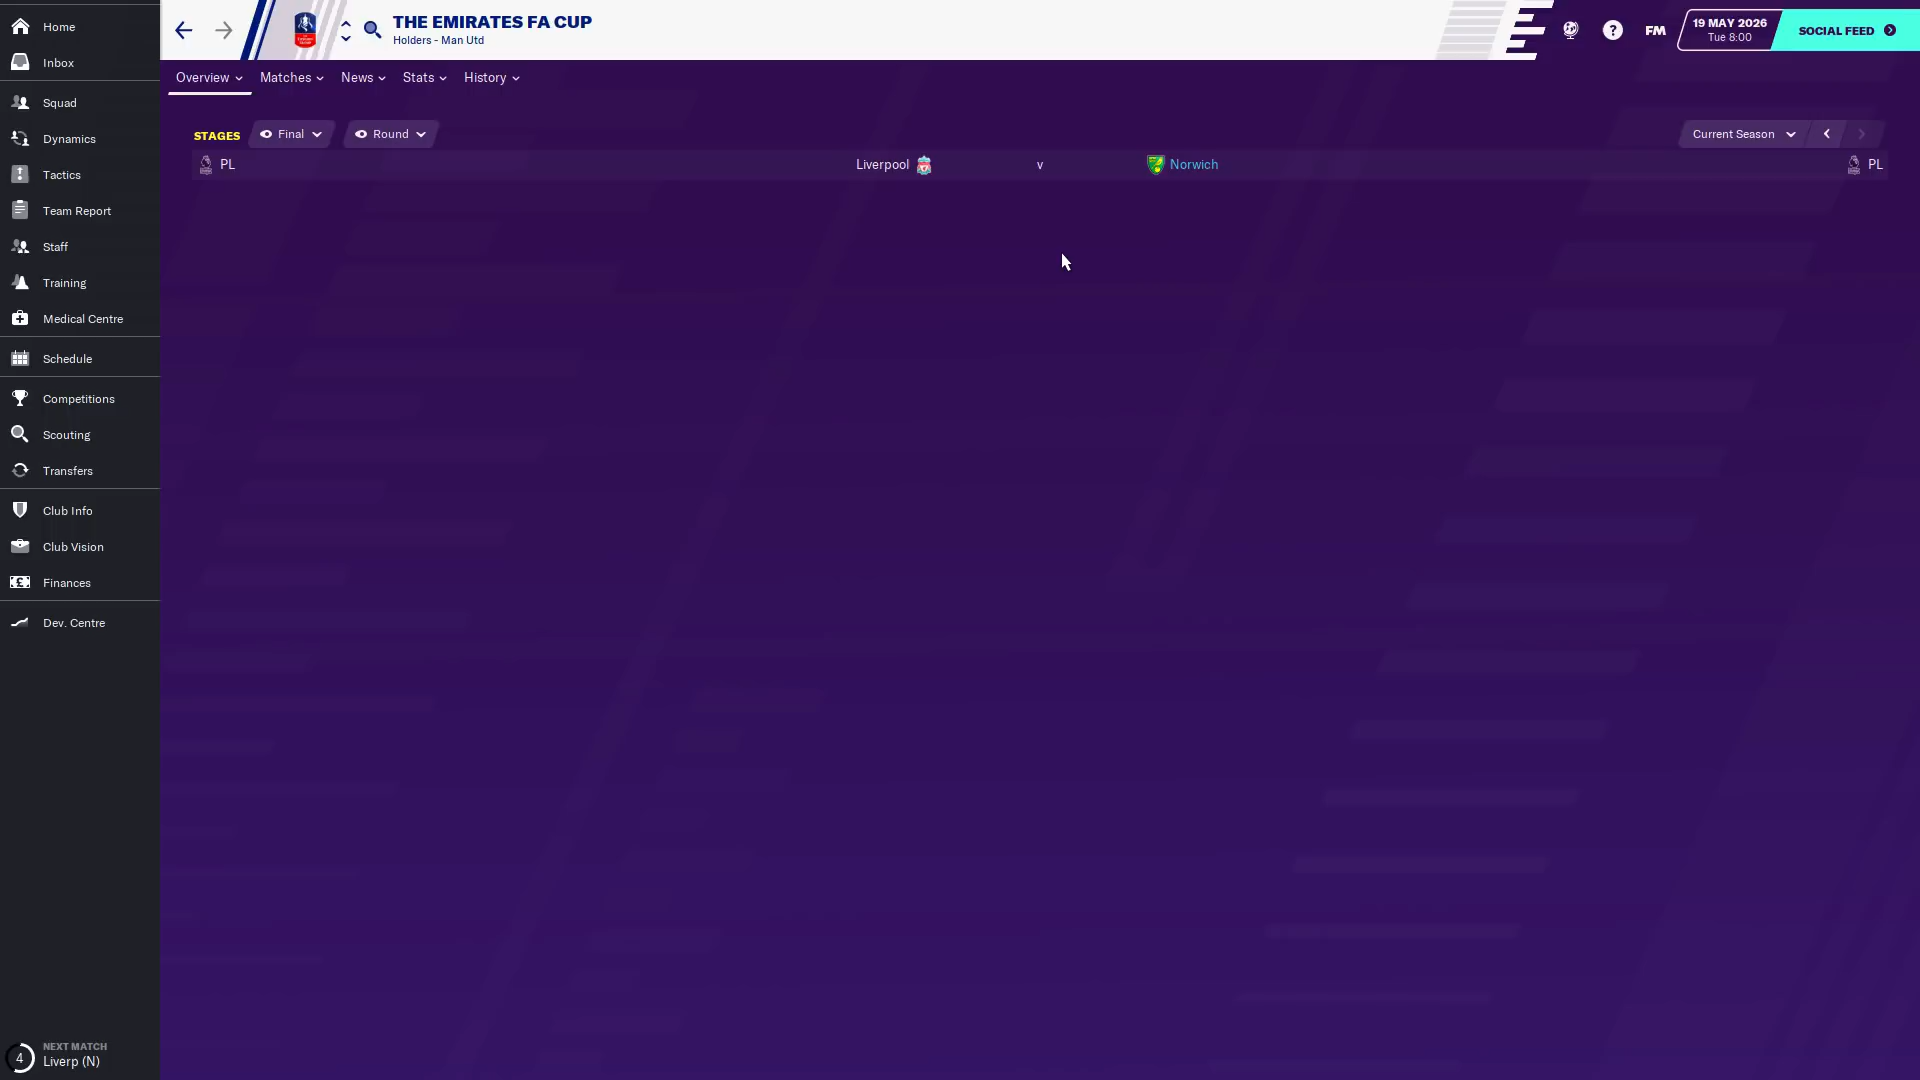 Home
Inbox
Squad
Dynamics
Tactics
Team Report
Staff
Training
Medical Centre
Schedule
Competitions
Scouting
Transfers
Club Info
Club Vision
Finances
Dev. Centre
4
NEXT MATCH
Liverp (N)
THE EMIRATES FA CUP
Holders - Man Utd
?
FM
19 MAY 2026
Tue 8:00
SOCIAL FEED
Overview Matches News Stats History
STAGES Final Round Current Season
PL Liverpool v Norwich PL